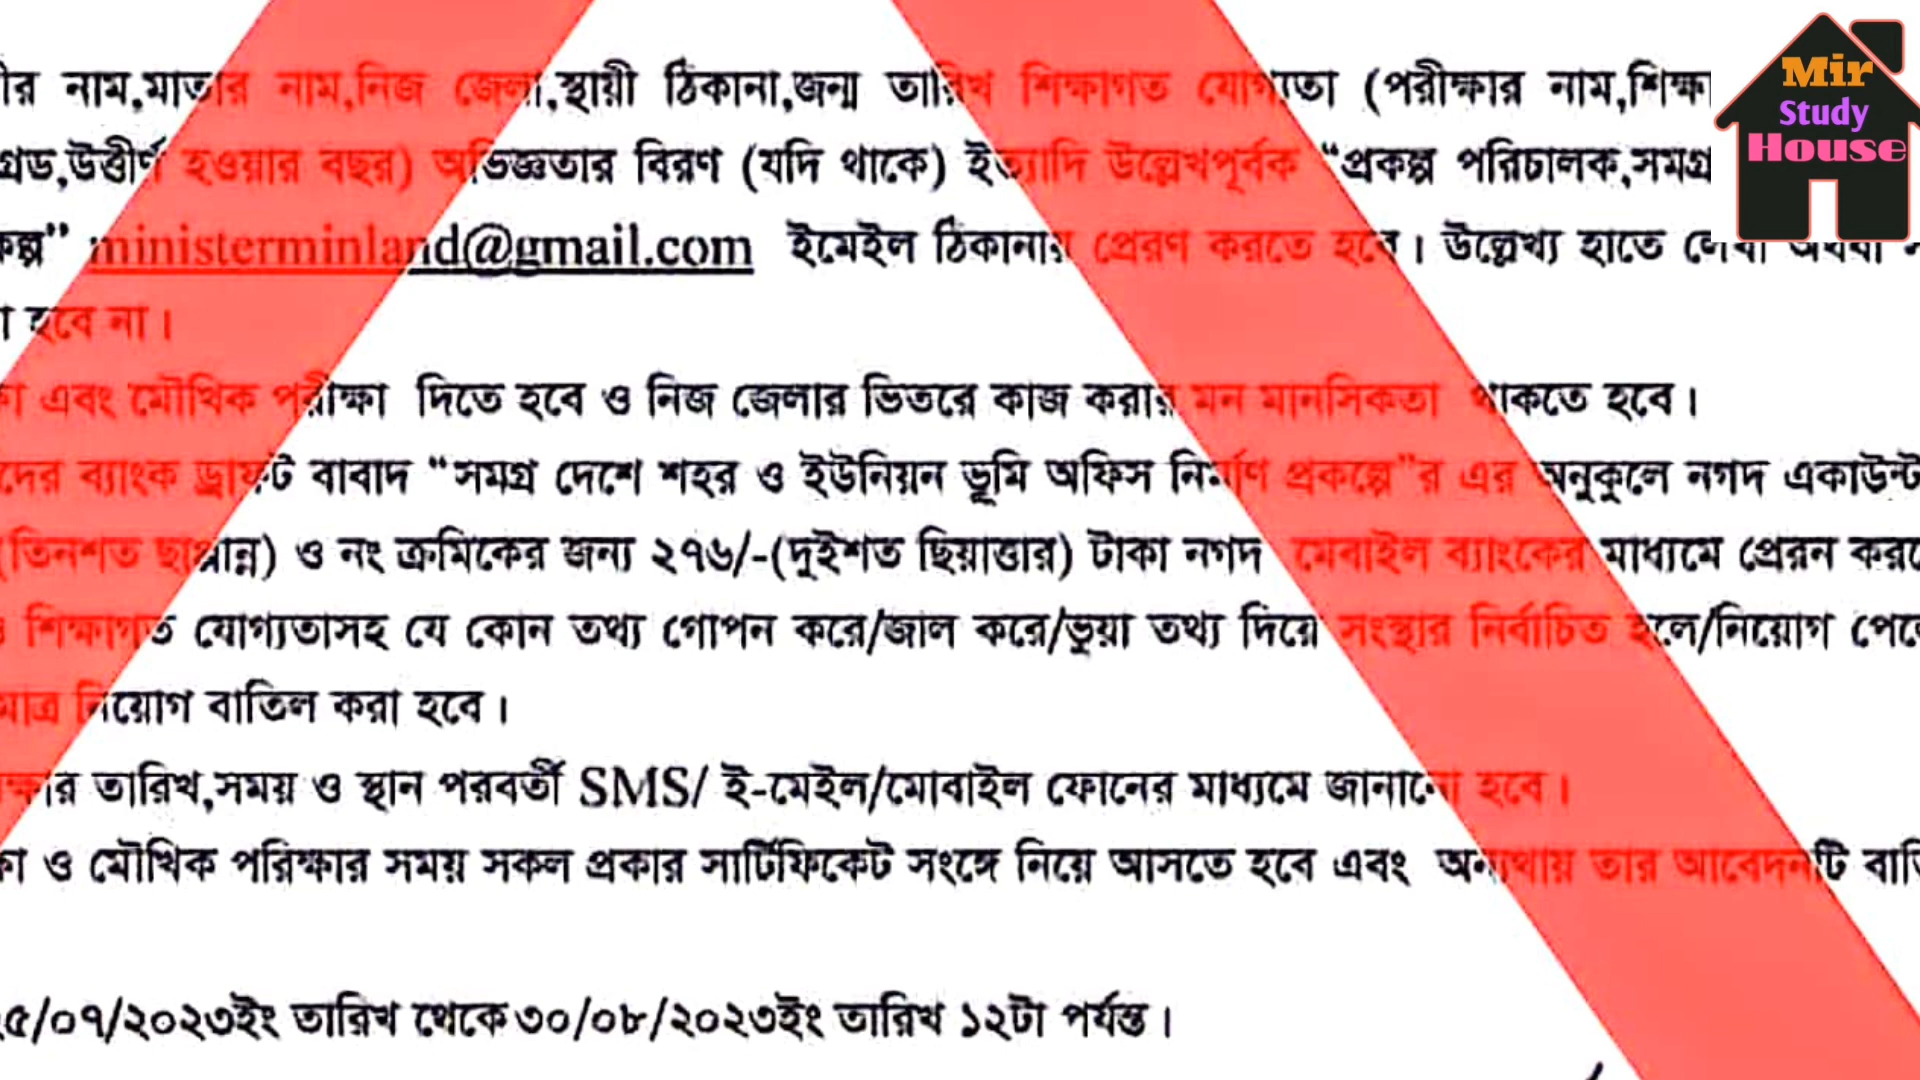 নাম,মাতার নাম,নিজ জেলা,স্থায়ী ঠিকানা,জন্ম তারিখ শিক্ষাগত যোগ্যতা (পরীক্ষার নাম,শিক্ষা
গ্রেড,উত্তীর্ণ হওয়ার বছর) অভিজ্ঞতার বিরণ (যদি থাকে) ইত্যাদি উল্লেখপূর্বক “প্রকল্প পরিচালক,সমগ্র
ministerminland@gmail.com ইমেইল ঠিকানায় প্রেরণ করতে হবে। উল্লেখ্য হাতে লেখা অথবা
হবে না।
এবং মৌখিক পরীক্ষা দিতে হবে ও নিজ জেলার ভিতরে কাজ করার মন মানসিকতা থাকতে হবে।
দের ব্যাংক ড্রাফট বাবাদ “সমগ্র দেশে শহর ও ইউনিয়ন ভূমি অফিস নির্মাণ প্রকল্পে”র এর অনুকুলে নগদ একাউন্ট
(তিনশত ছাপ্পান্ন) ও নং ক্রমিকের জন্য ২৭৬/-(দুইশত ছিয়াত্তার) টাকা নগদ মোবাইল ব্যাংকের মাধ্যমে প্রেরন
শিক্ষাগত যোগ্যতাসহ যে কোন তথ্য গোপন করে/জাল করে/ভুয়া তথ্য দিয়ে সংস্থার নির্বাচিত হলে/নিয়োগ
মাত্র নিয়োগ বাতিল করা হবে।
তারিখ,সময় ও স্থান পরবর্তী SMS/ ই-মেইল/মোবাইল ফোনের মাধ্যমে জানানো হবে।
ও মৌখিক পরিক্ষার সময় সকল প্রকার সার্টিফিকেট সংঙ্গে নিয়ে আসতে হবে এবং অন্যথায় তার আবেদনটি
৫/০৭/২০২৩ইং তারিখ থেকে ৩০/০৮/২০২৩ইং তারিখ ১২টা পর্যন্ত।
Mir
Study
House